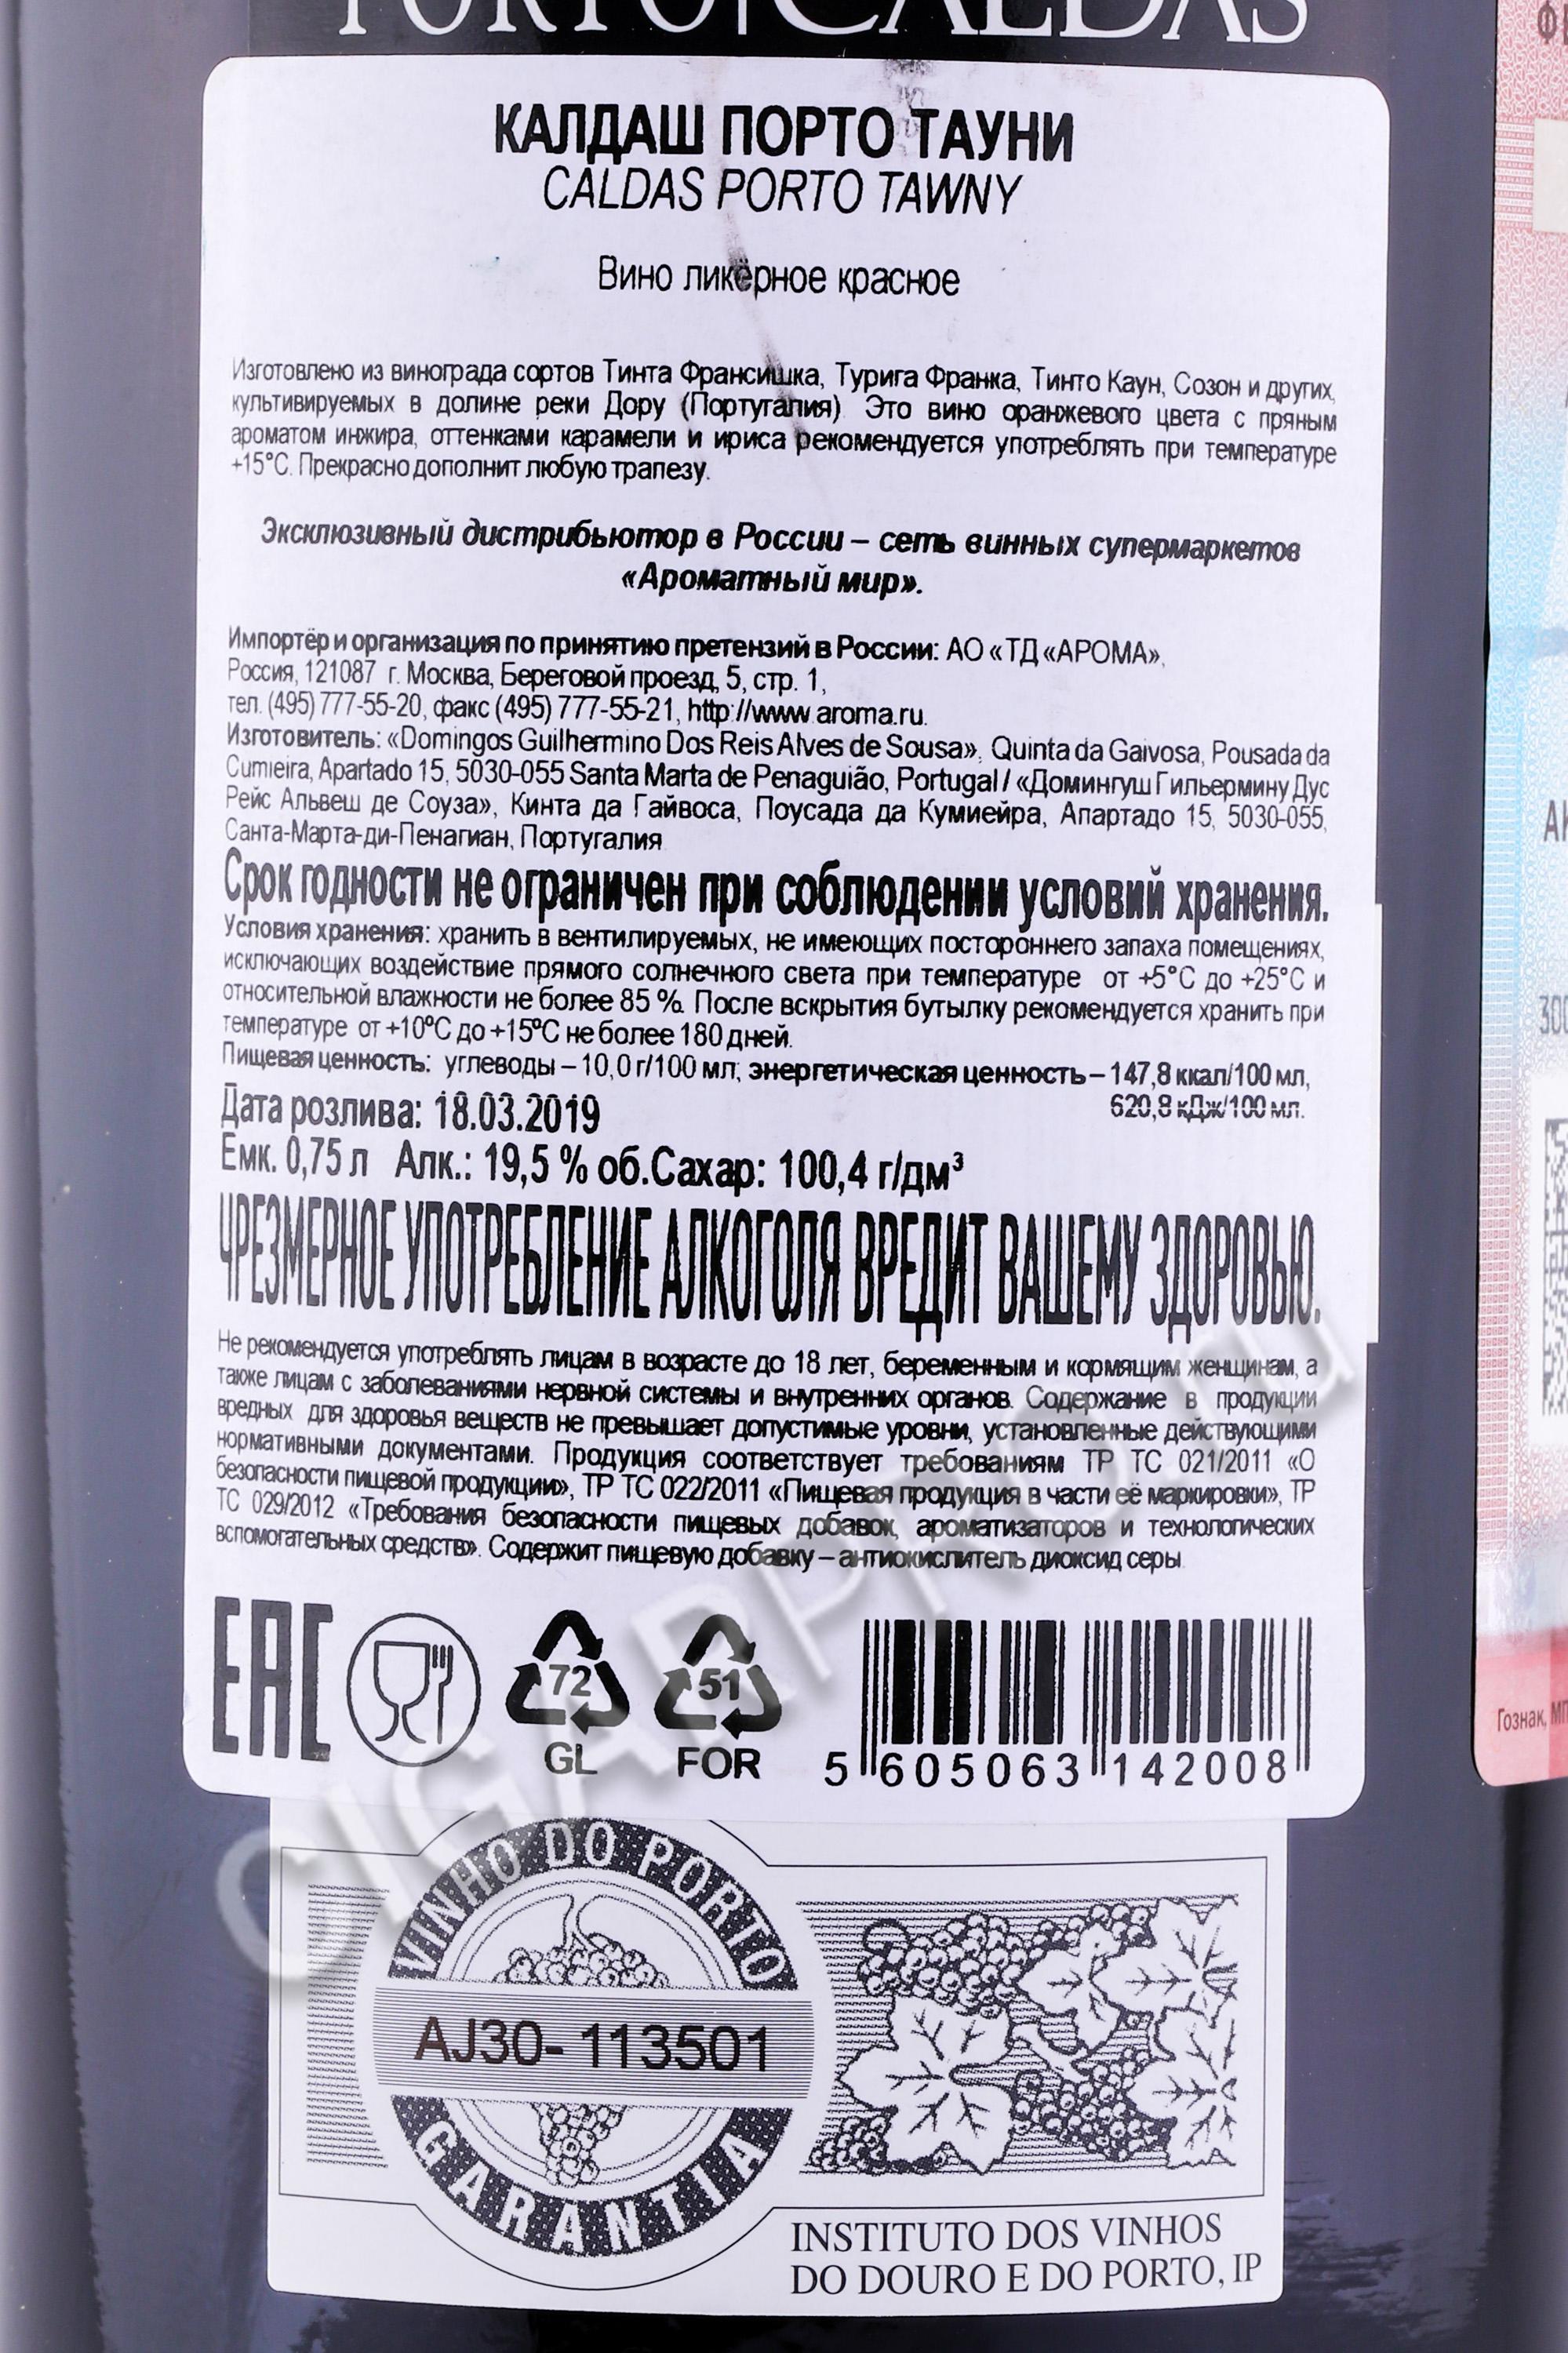 PORTO|CALDAS
КАЛДАШ ПОРТО ТАУНИ
CALDAS PORTO TAWNY
Вино ликёрное красное
Изготовлено из винограда сортов Тинта Франсишка, Турига Франка, Тинто Каун, Созон и других,
культивируемых в долине реки Дору (Португалия). Это вино оранжевого цвета с пряным
ароматом инжира, оттенками карамели и ириса рекомендуется употреблять при температуре
+15°С. Прекрасно дополнит любую трапезу.
Эксклюзивный дистрибьютор в России – сеть винных супермаркетов
«Ароматный мир».
Импортёр и организация по принятию претензий в России: АО «ТД «АРОМА»,
Россия, 121087 г. Москва, Береговой проезд, 5, стр. 1,
тел. (495) 777-55-20, факс (495) 777-55-21, http://www.aroma.ru.
Изготовитель: «Domingos Guilhermino Dos Reis Alves de Sousa», Quinta da Gaivosa, Pousada da
Cumieira, Apartado 15, 5030-055 Santa Marta de Penaguião, Portugal / «Домингуш Гильермину Дус
Рейс Альвеш де Соуза», Кинта да Гайвоса, Поусада да Кумиейра, Апартадо 15, 5030-055,
Санта-Марта-ди-Пенагиан, Португалия
Срок годности не ограничен при соблюдении условий хранения.
Условия хранения: хранить в вентилируемых, не имеющих постороннего запаха помещениях,
исключающих воздействие прямого солнечного света при температуре от +5°С до +25°С и
относительной влажности не более 85 %. После вскрытия бутылку рекомендуется хранить при
температуре от +10ºС до +15ºС не более 180 дней.
Пищевая ценность: углеводы – 10,0 г/100 мл; энергетическая ценность – 147,8 ккал/100 мл,
620,8 кДж/100 мл.
Дата розлива: 18.03.2019
Емк. 0,75 л Алк.: 19,5 % об.Сахар: 100,4 г/дм³
ЧРЕЗМЕРНОЕ УПОТРЕБЛЕНИЕ АЛКОГОЛЯ ВРЕДИТ ВАШЕМУ ЗДОРОВЬЮ.
Не рекомендуется употреблять лицам в возрасте до 18 лет, беременным и кормящим женщинам, а
также лицам с заболеваниями нервной системы и внутренних органов. Содержание в продукции
вредных для здоровья веществ не превышает допустимые уровни, установленные действующими
нормативными документами. Продукция соответствует требованиям ТР ТС 021/2011 «О
безопасности пищевой продукции», ТР ТС 022/2011 «Пищевая продукция в части её маркировки», ТР
ТС 029/2012 «Требования безопасности пищевых добавок, ароматизаторов и технологических
вспомогательных средств». Содержит пищевую добавку – антиокислитель диоксид серы.
EAC
72
GL
51
FOR
5 605063 142008
CIGARPRO.ru
VINHO DO PORTO
AJ30-113501
GARANTIA
INSTITUTO DOS VINHOS
DO DOURO E DO PORTO, IP
Гознак,